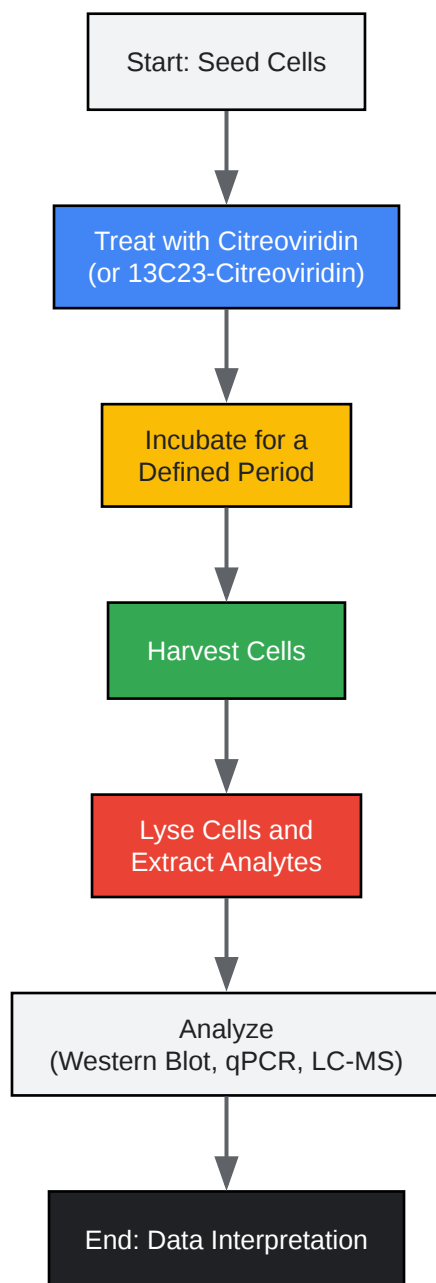 Start: Seed Cells
Treat with Citreoviridin
(or 13C23-Citreoviridin)
Incubate for a
Defined Period
Harvest Cells
Lyse Cells and
Extract Analytes
Analyze
(Western Blot, qPCR, LC-MS)
End: Data Interpretation